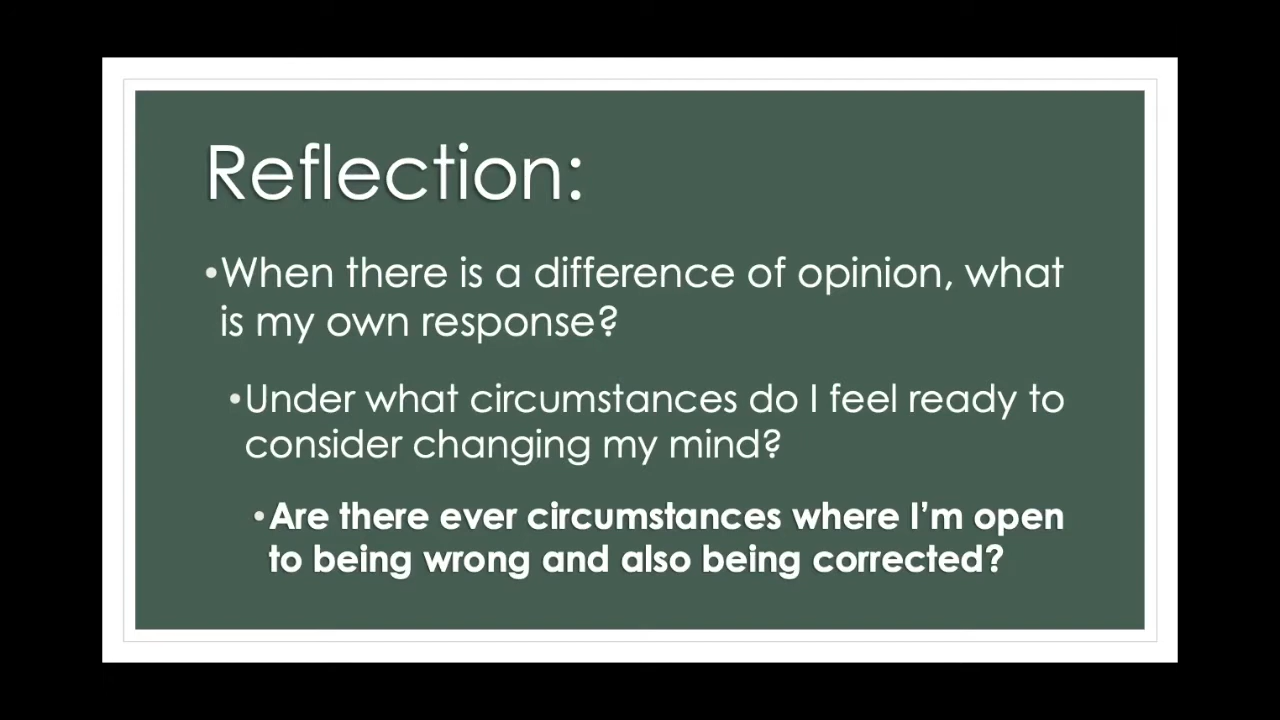 Reflection:
•When there is a difference of opinion, what
is my own response?
•Under what circumstances do I feel ready to
consider changing my mind?
•Are there ever circumstances where I’m open
to being wrong and also being corrected?